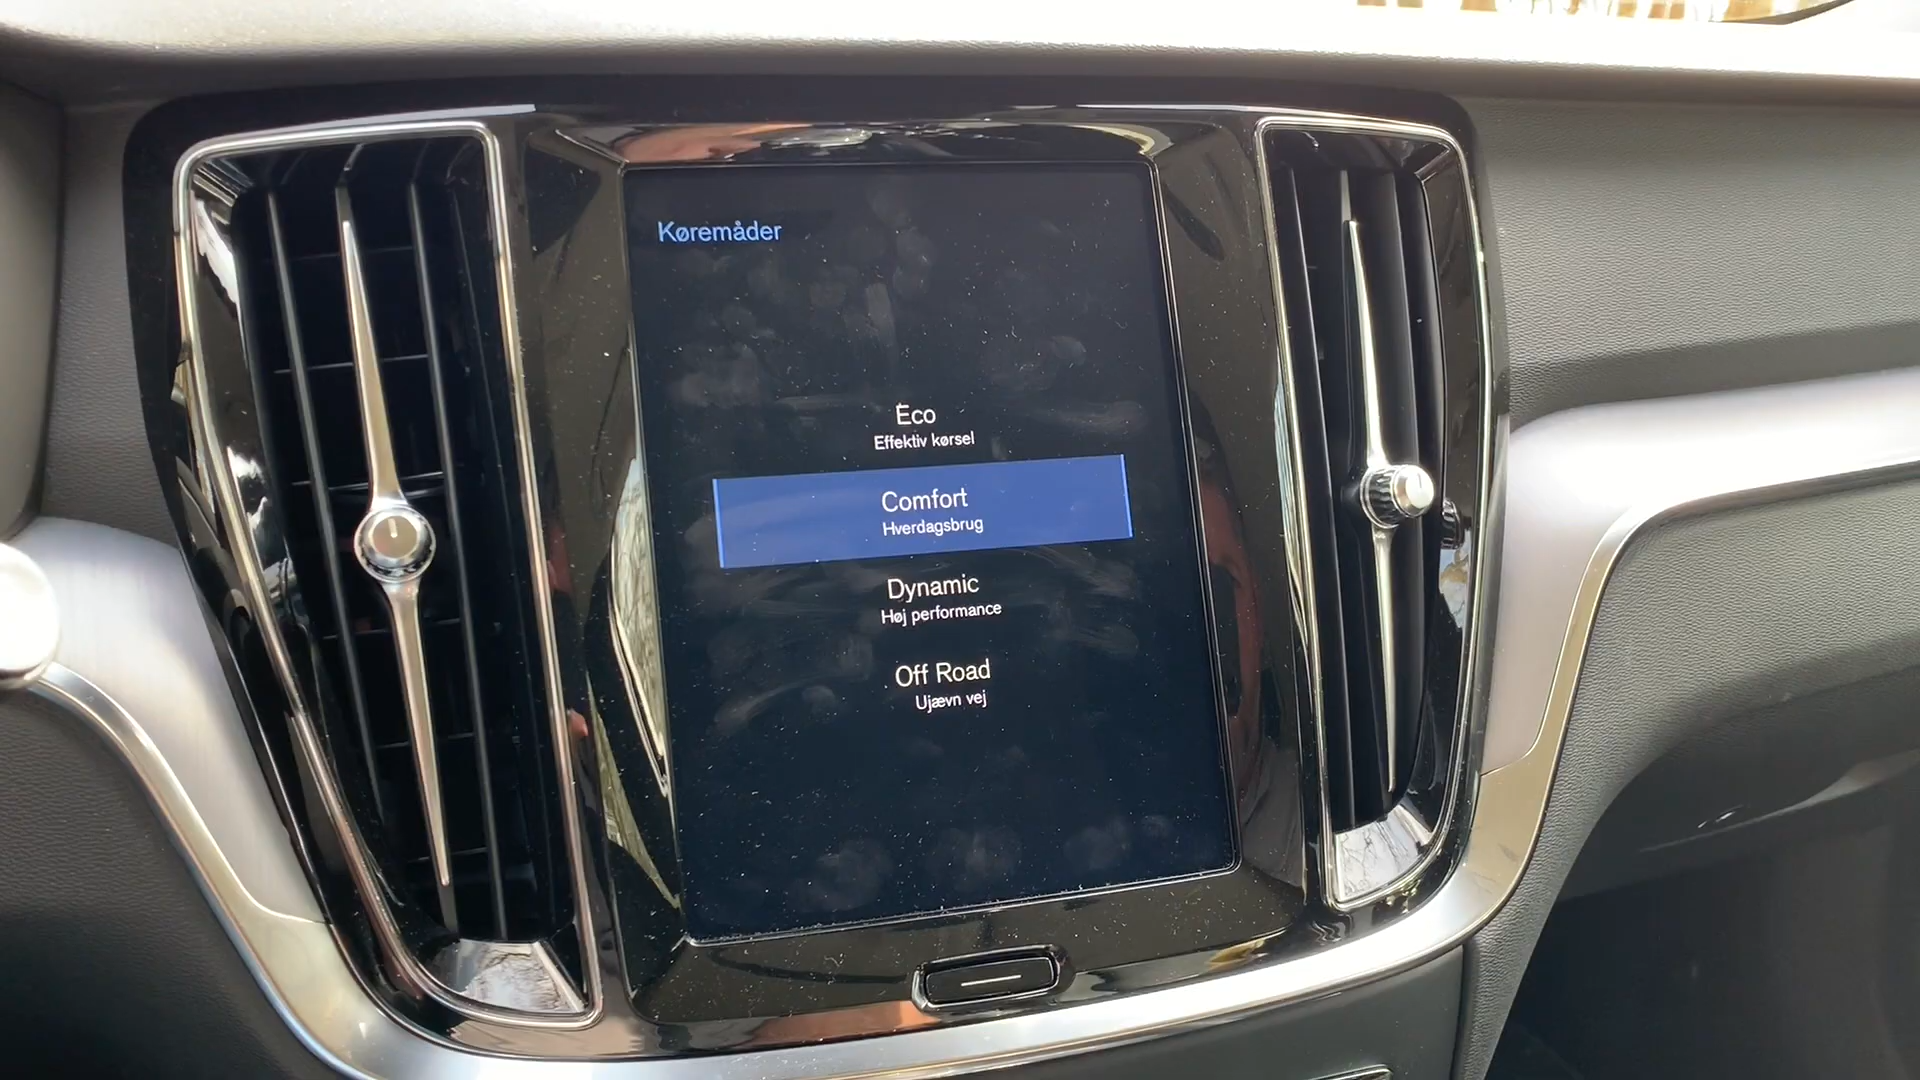 Køremåder
Eco
Effektiv kørsel
Comfort
Hverdagsbrug
Dynamic
Høj performance
Off Road
Ujævn vej